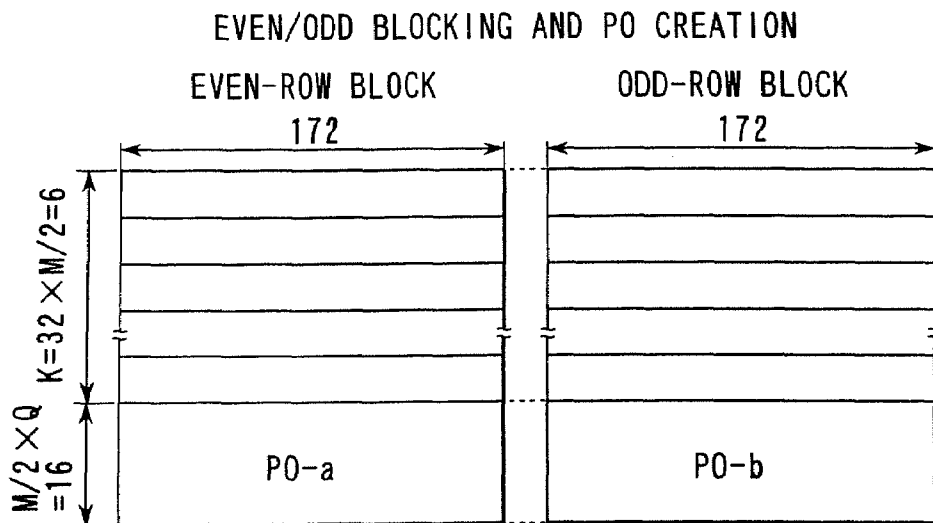 EVEN/ODD BLOCKING AND PO CREATION
EVEN-ROW BLOCK
ODD-ROW BLOCK
172
172
K=32×M/2=6
M/2×Q
=16
PO-a
PO-b